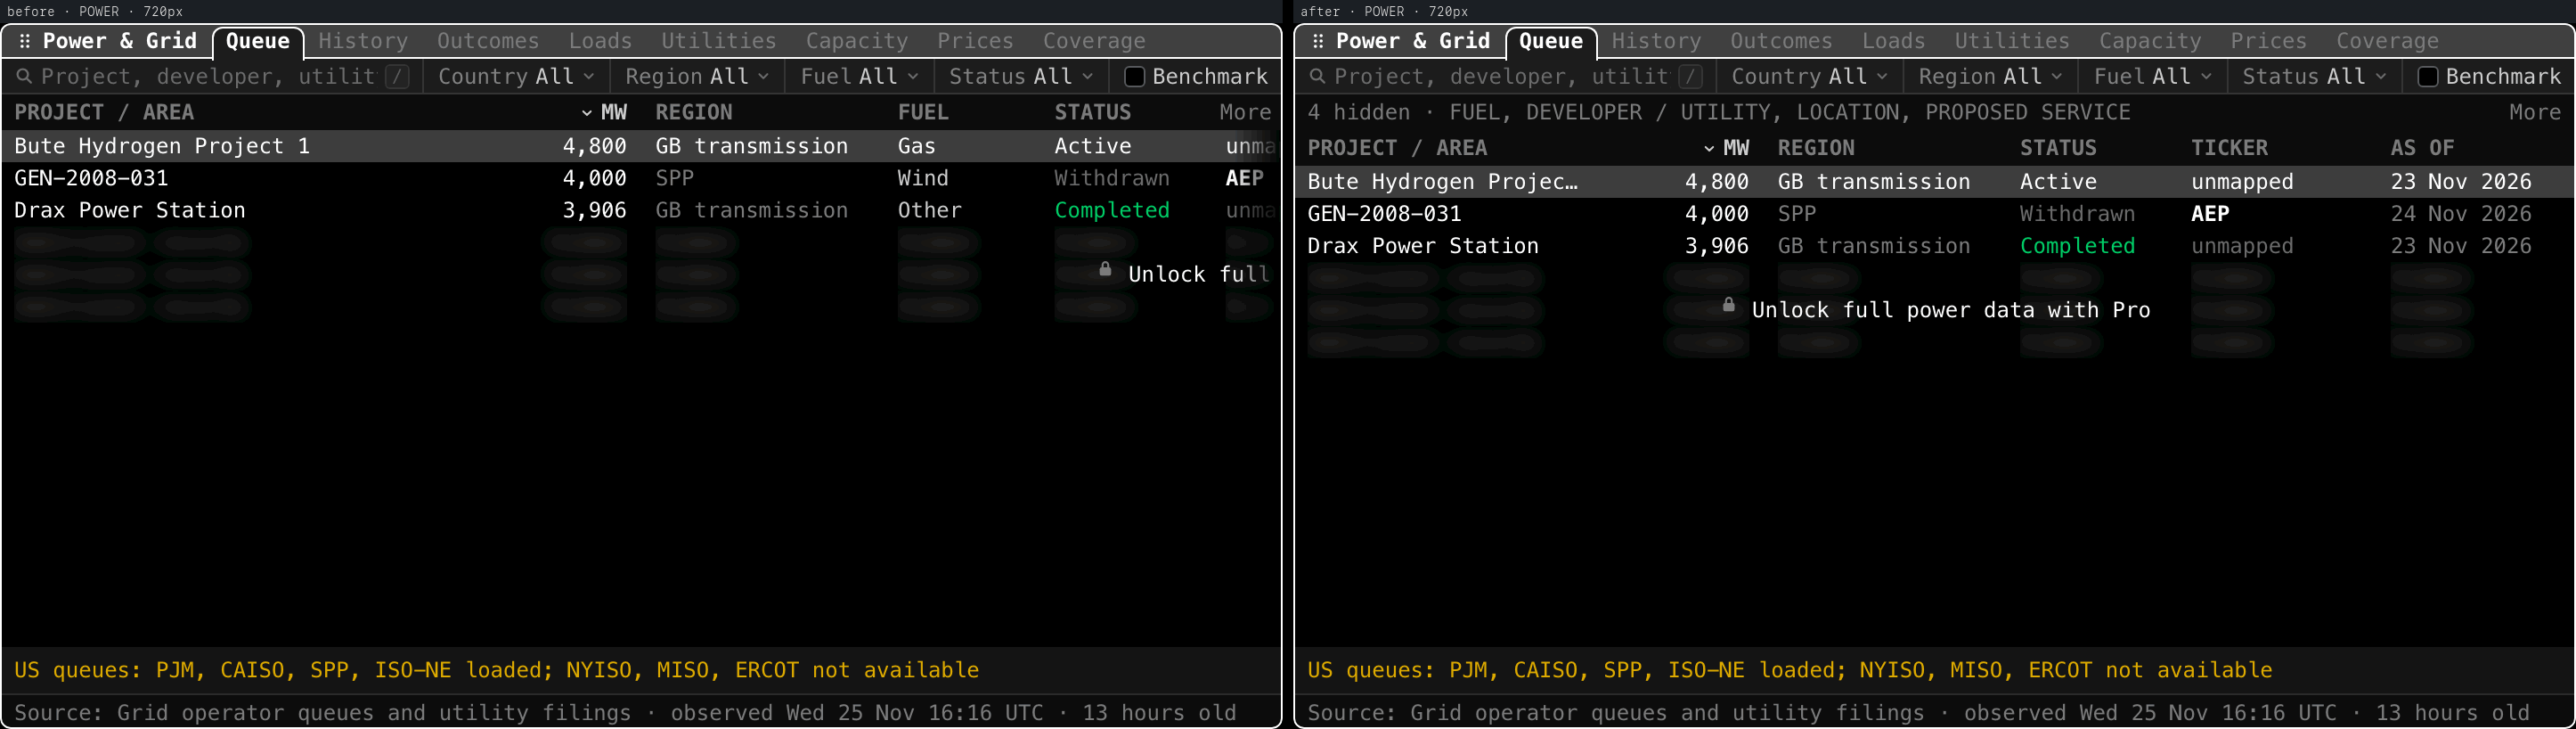 before · POWER · 720px
Power & Grid Queue History Outcomes Loads Utilities Capacity Prices Coverage
Project, developer, utilit / Country All Region All Fuel All Status All Benchmark
PROJECT / AREA MW REGION FUEL STATUS More
Bute Hydrogen Project 1 4,800 GB transmission Gas Active unma
GEN-2008-031 4,000 SPP Wind Withdrawn AEP
Drax Power Station 3,906 GB transmission Other Completed unma
Unlock full
US queues: PJM, CAISO, SPP, ISO-NE loaded; NYISO, MISO, ERCOT not available
Source: Grid operator queues and utility filings · observed Wed 25 Nov 16:16 UTC · 13 hours old
after · POWER · 720px
Power & Grid Queue History Outcomes Loads Utilities Capacity Prices Coverage
Project, developer, utilit / Country All Region All Fuel All Status All Benchmark
4 hidden · FUEL, DEVELOPER / UTILITY, LOCATION, PROPOSED SERVICE More
PROJECT / AREA MW REGION STATUS TICKER AS OF
Bute Hydrogen Projec… 4,800 GB transmission Active unmapped 23 Nov 2026
GEN-2008-031 4,000 SPP Withdrawn AEP 24 Nov 2026
Drax Power Station 3,906 GB transmission Completed unmapped 23 Nov 2026
Unlock full power data with Pro
US queues: PJM, CAISO, SPP, ISO-NE loaded; NYISO, MISO, ERCOT not available
Source: Grid operator queues and utility filings · observed Wed 25 Nov 16:16 UTC · 13 hours old